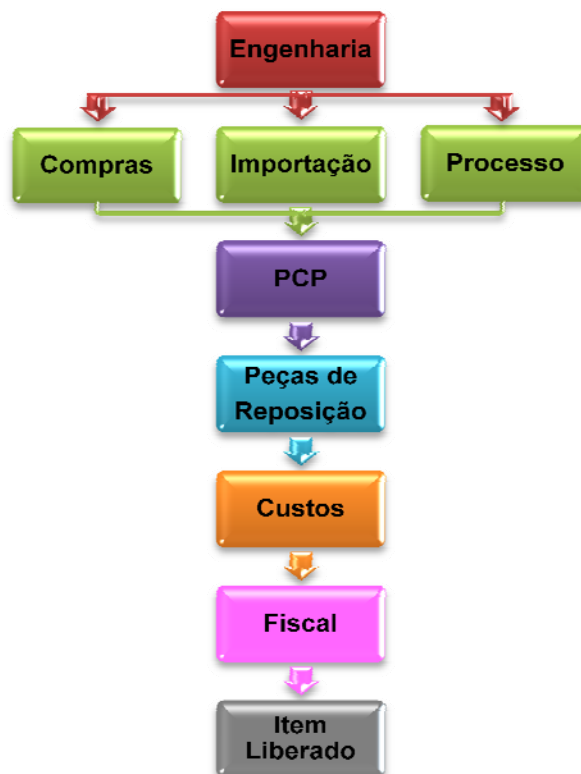 Engenharia
Compras
Importação
Processo
PCP
Peças de
Reposição
Custos
Fiscal
Item
Liberado